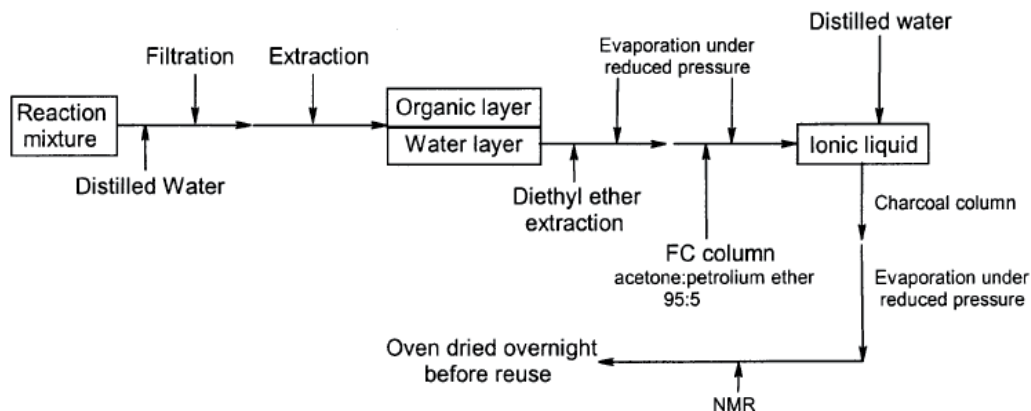 Distilled water
Filtration
Extraction
Evaporation under
reduced pressure
Reaction
mixture
Organic layer
Water layer
Ionic liquid
Distilled Water
Diethyl ether
extraction
FC column
acetone:petrolium ether
95:5
Charcoal column
Evaporation under
reduced pressure
Oven dried overnight
before reuse
NMR